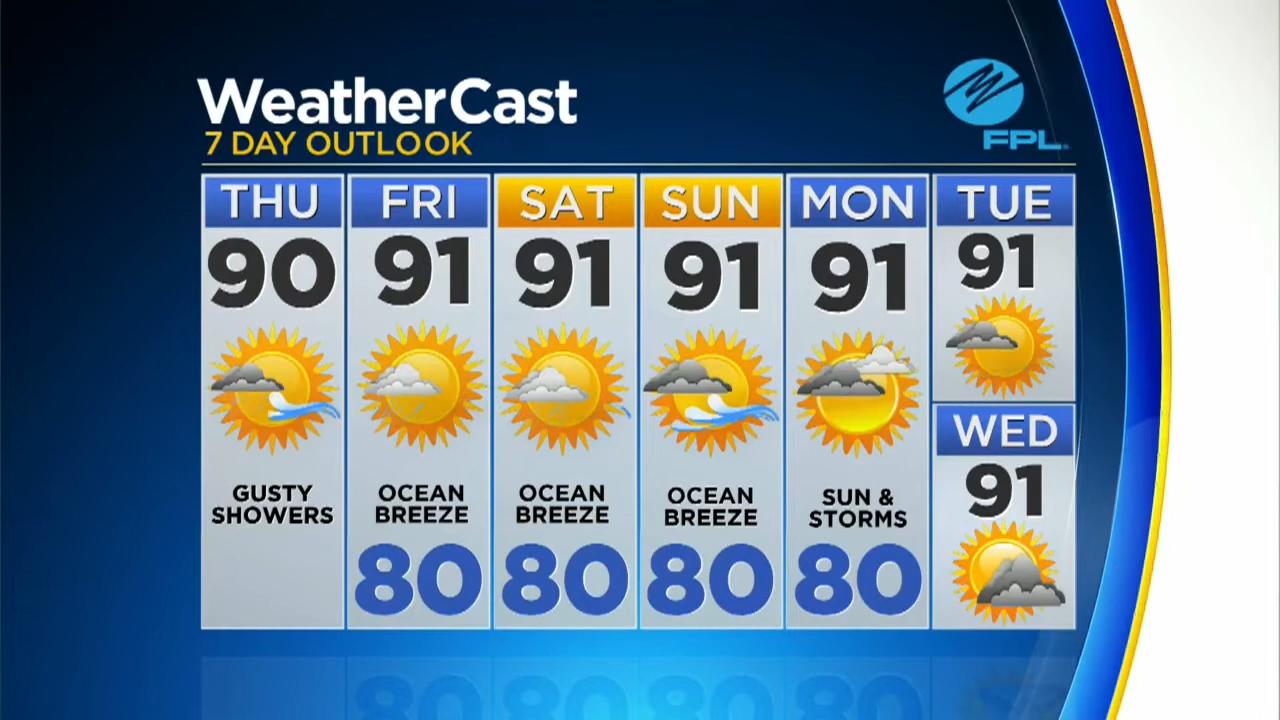 WeatherCast
7 DAY OUTLOOK
FPL.
THU
90
GUSTY
SHOWERS
FRI
91
OCEAN
BREEZE
80
SAT
91
OCEAN
BREEZE
80
SUN
91
OCEAN
BREEZE
80
MON
91
SUN &
STORMS
80
TUE
91
WED
91